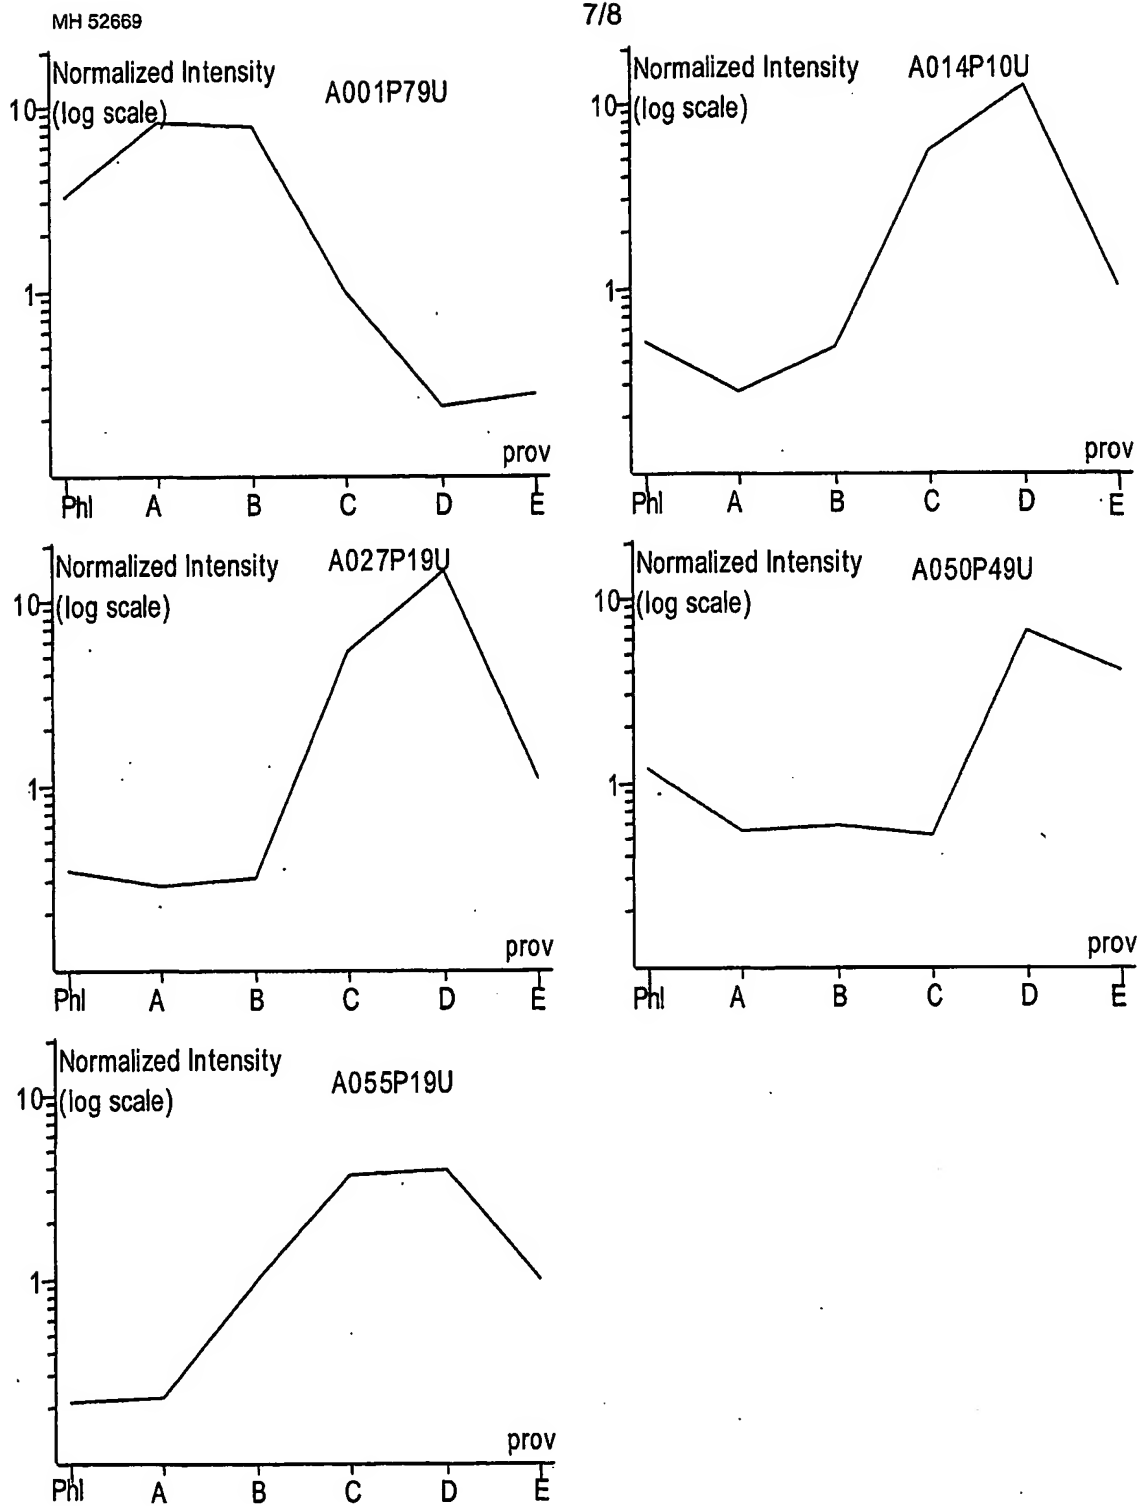 MH 52669
7/8
Normalized Intensity
(log scale)
A001P79U
10
1
prov
Phl A B C D E
Normalized Intensity
(log scale)
A014P10U
10
1
prov
Phl A B C D E
Normalized Intensity
(log scale)
A027P19U
10
1
prov
Phl A B C D E
Normalized Intensity
(log scale)
A050P49U
10
1
prov
Phl A B C D E
Normalized Intensity
(log scale)
A055P19U
10
1
prov
Phl A B C D E